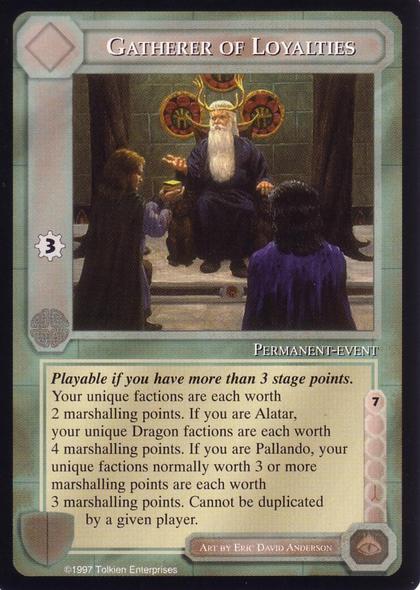 GATHERER OF LOYALTIES
3
PERMANENT-EVENT
Playable if you have more than 3 stage points.
Your unique factions are each worth
2 marshalling points. If you are Alatar,
your unique Dragon factions are each worth
4 marshalling points. If you are Pallando, your
unique factions normally worth 3 or more
marshalling points are each worth
3 marshalling points. Cannot be duplicated
by a given player.
7
ART BY ERIC DAVID ANDERSON
©1997 Tolkien Enterprises